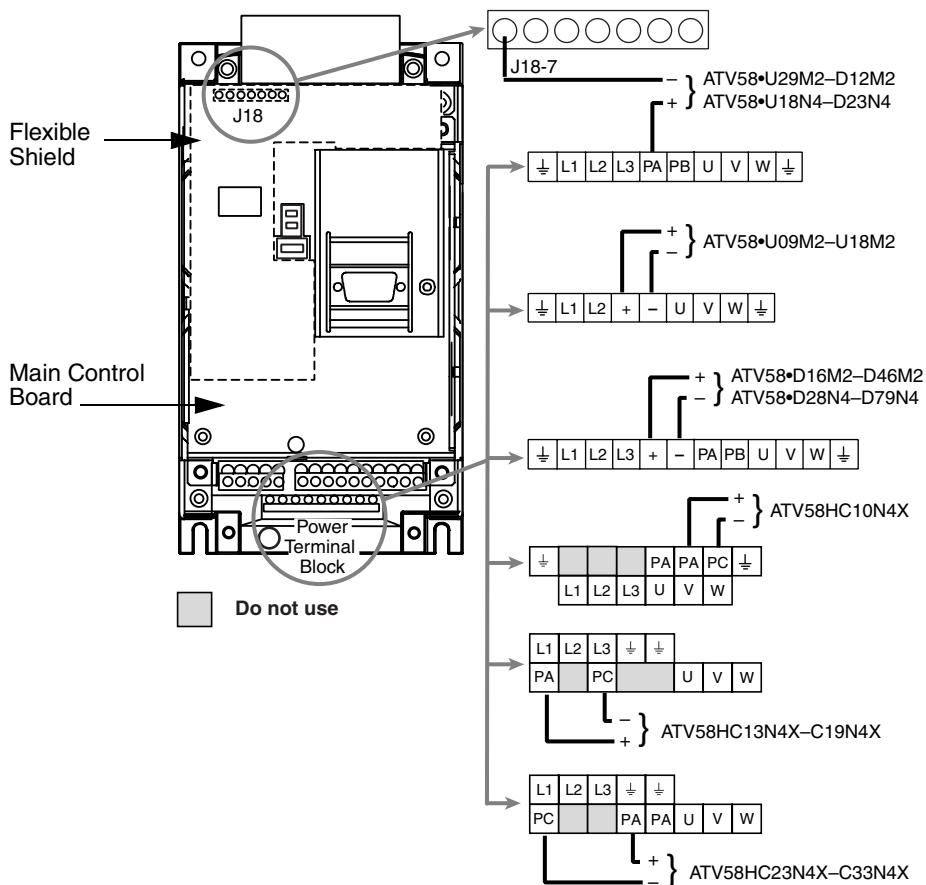 J18-7
– ATV58•U29M2–D12M2
+ ATV58•U18N4–D23N4
J18
Flexible
Shield
L1 L2 L3 PA PB U V W
+ ATV58•U09M2–U18M2
–
L1 L2 + – U V W
Main Control
Board
+ ATV58•D16M2–D46M2
– ATV58•D28N4–D79N4
L1 L2 L3 + – PA PB U V W
Power
Terminal
Block
+ ATV58HC10N4X
–
PA PA PC
L1 L2 L3 U V W
Do not use
L1 L2 L3
PA PC U V W
– ATV58HC13N4X–C19N4X
+
L1 L2 L3
PC PA PA U V W
+ ATV58HC23N4X–C33N4X
–